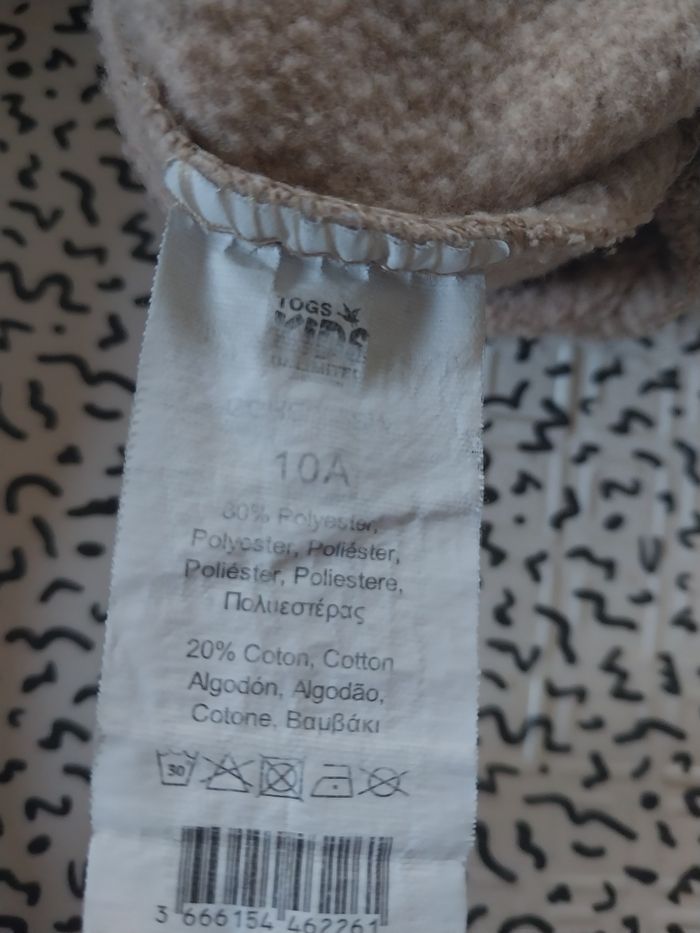 TOGS
KIDS
UNLIMITED
10A
80% Polyester,
Polyester, Poliéster,
Poliéster, Poliestere,
Πολυεστέρας
20% Coton, Cotton
Algodón, Algodão,
Cotone, Βαμβάκι
30
3 666154 462261